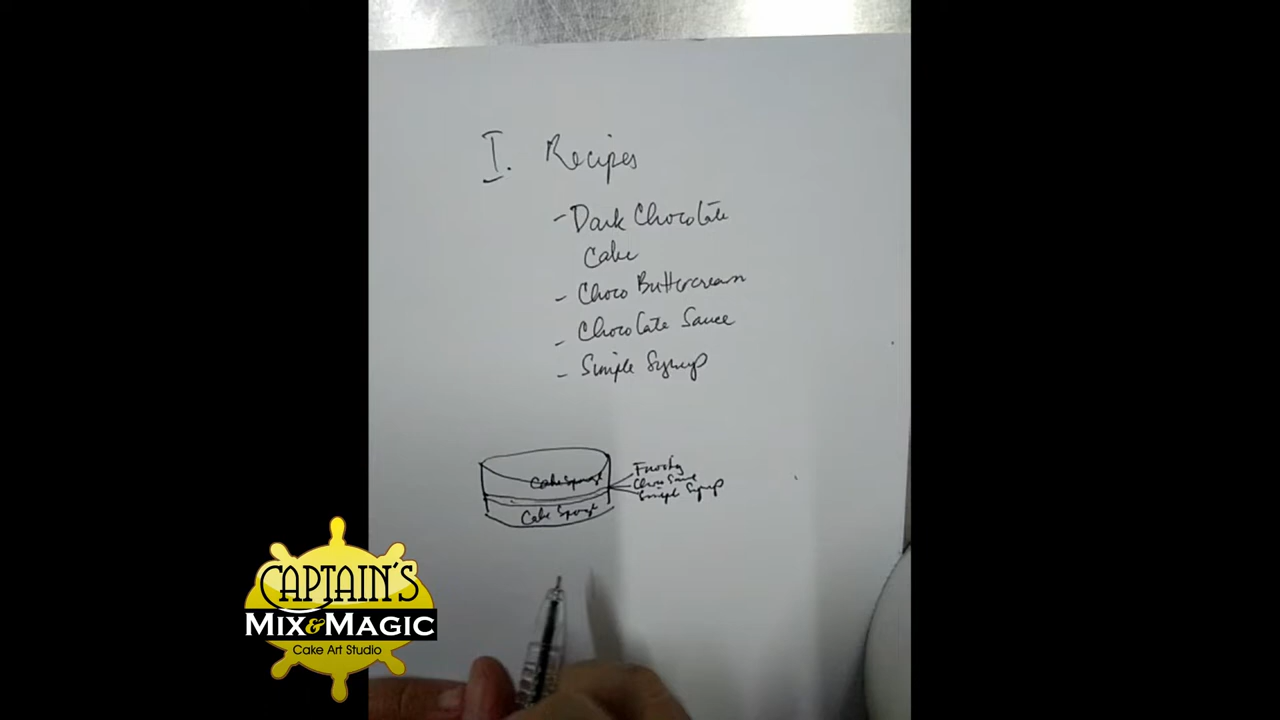 I. Recipes
- Dark Chocolate
Cake
- Choco Buttercream
- Chocolate Sauce
- Simple Syrup
Cake Sponge
Cake Sponge
Choco Sauce
Simple Syrup
CAPTAIN'S
MIX & MAGIC
Cake Art Studio